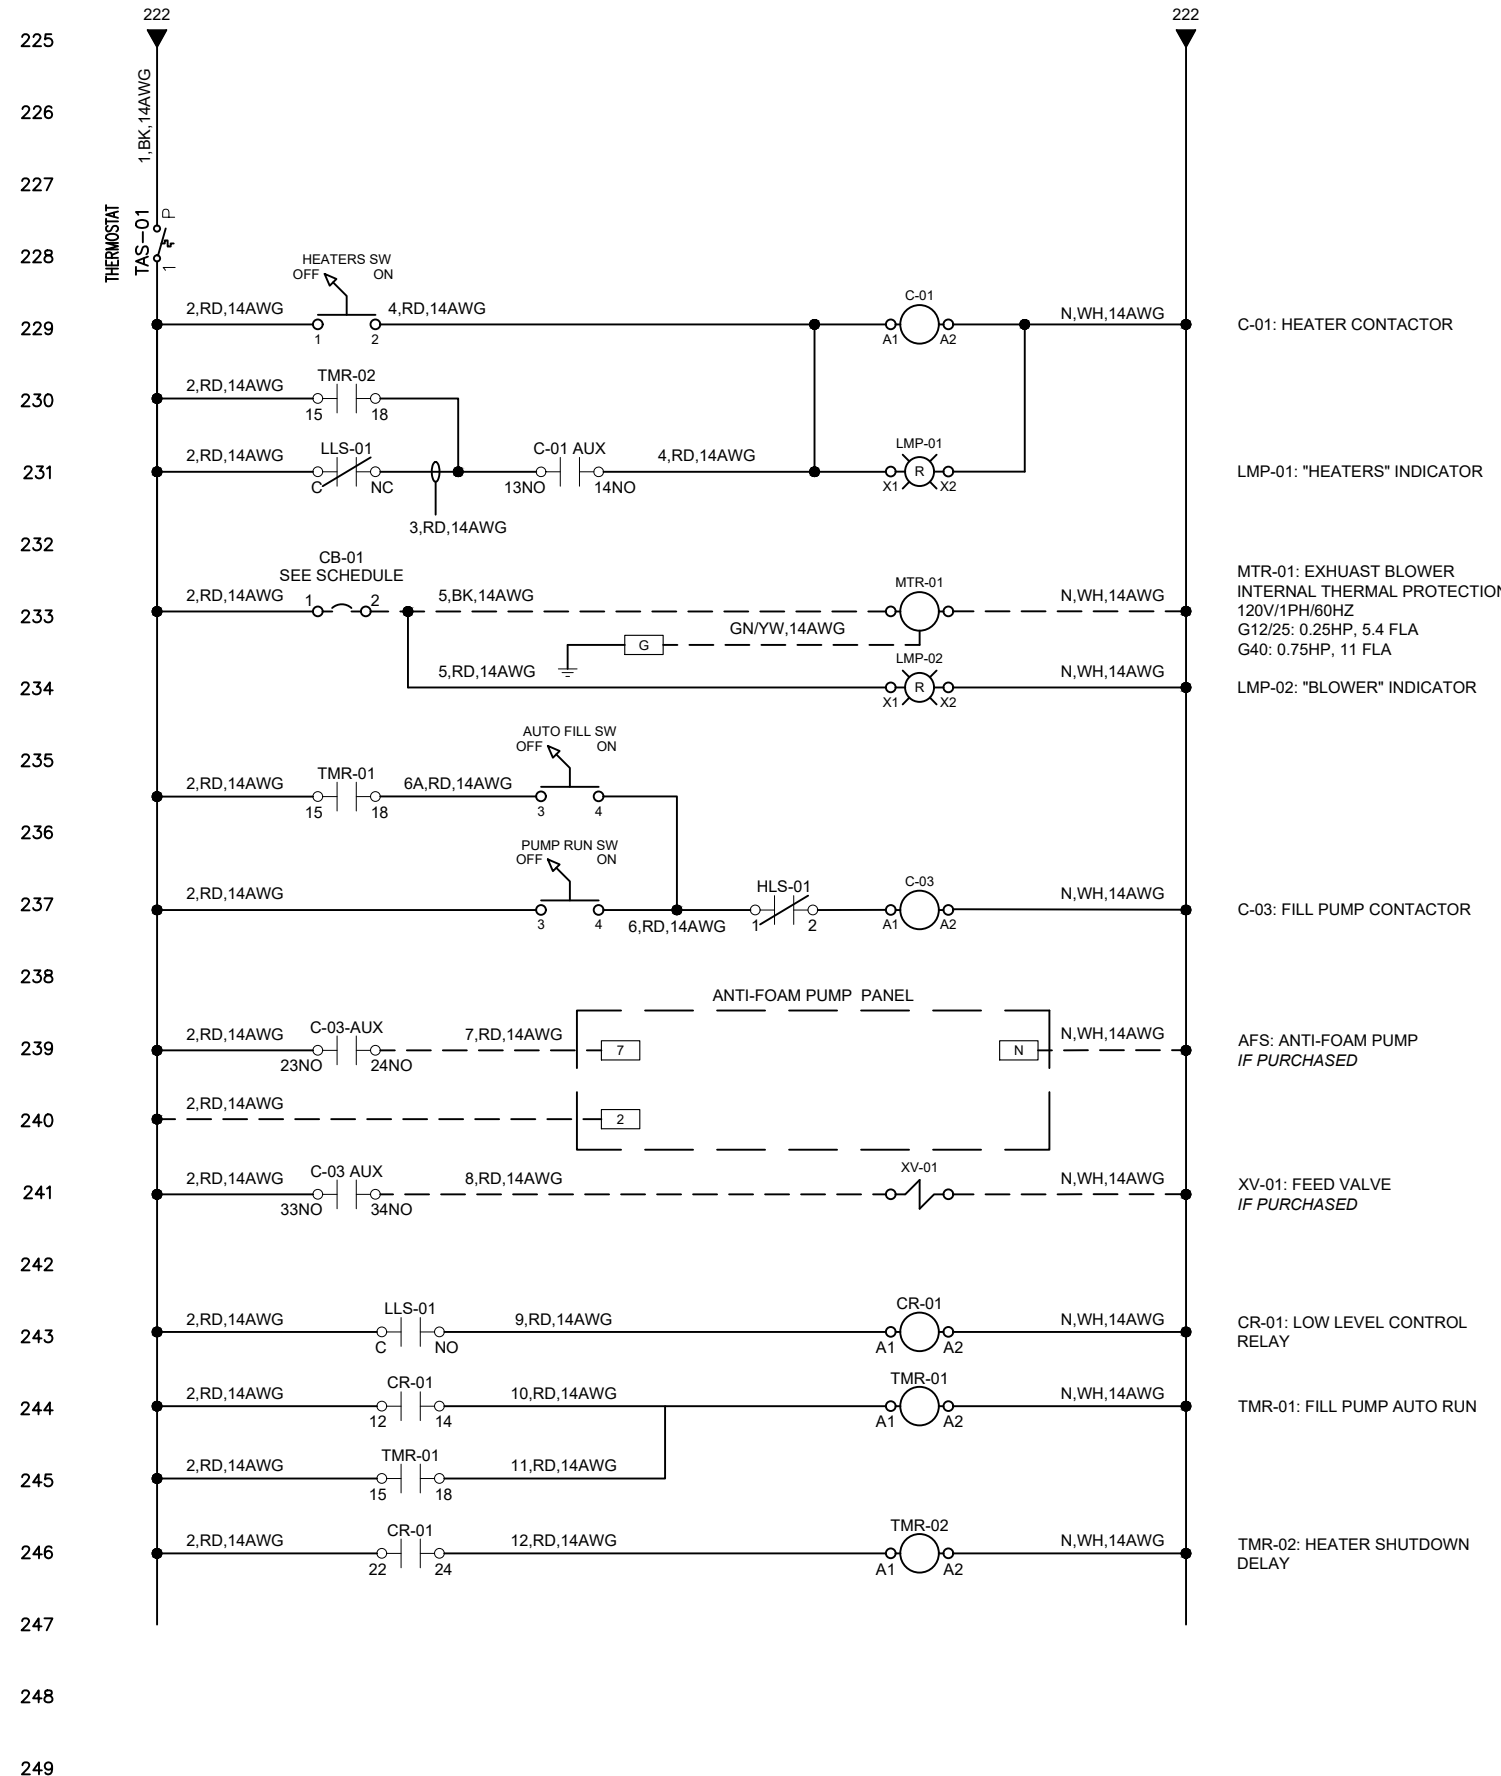 222
222
225
1,BK,14AWG
226
227
THERMOSTAT
TAS-01
P
1
228
HEATERS SW
OFF ON
2,RD,14AWG 4,RD,14AWG C-01 N,WH,14AWG
229
1 2 A1 A2
C-01: HEATER CONTACTOR
TMR-02
2,RD,14AWG
230
15 18
LLS-01 C-01 AUX LMP-01
2,RD,14AWG 4,RD,14AWG
231
R
LMP-01: "HEATERS" INDICATOR
C NC 13NO 14NO X1 X2
3,RD,14AWG
232
CB-01
SEE SCHEDULE
MTR-01
2,RD,14AWG 1 2 5,BK,14AWG N,WH,14AWG
233
MTR-01: EXHUAST BLOWER
INTERNAL THERMAL PROTECTION
120V/1PH/60HZ
G12/25: 0.25HP, 5.4 FLA
G40: 0.75HP, 11 FLA
GN/YW,14AWG
G
LMP-02
5,RD,14AWG N,WH,14AWG
234
R
X1 X2
LMP-02: "BLOWER" INDICATOR
AUTO FILL SW
OFF ON
235
TMR-01
2,RD,14AWG 6A,RD,14AWG
15 18 3 4
236
PUMP RUN SW
OFF ON
HLS-01 C-03
2,RD,14AWG N,WH,14AWG
237
C-03: FILL PUMP CONTACTOR
3 4 6,RD,14AWG 1 2 A1 A2
238
ANTI-FOAM PUMP PANEL
C-03-AUX
2,RD,14AWG 7,RD,14AWG N,WH,14AWG
239
7 N
AFS: ANTI-FOAM PUMP
IF PURCHASED
23NO 24NO
2,RD,14AWG
240
2
C-03 AUX XV-01
2,RD,14AWG 8,RD,14AWG N,WH,14AWG
241
XV-01: FEED VALVE
IF PURCHASED
33NO 34NO
242
LLS-01 CR-01
2,RD,14AWG 9,RD,14AWG N,WH,14AWG
243
CR-01: LOW LEVEL CONTROL
RELAY
C NO A1 A2
CR-01 TMR-01
2,RD,14AWG 10,RD,14AWG N,WH,14AWG
244
TMR-01: FILL PUMP AUTO RUN
12 14 A1 A2
TMR-01
2,RD,14AWG 11,RD,14AWG
245
15 18
CR-01 TMR-02
2,RD,14AWG 12,RD,14AWG N,WH,14AWG
246
TMR-02: HEATER SHUTDOWN
DELAY
22 24 A1 A2
247
248
249